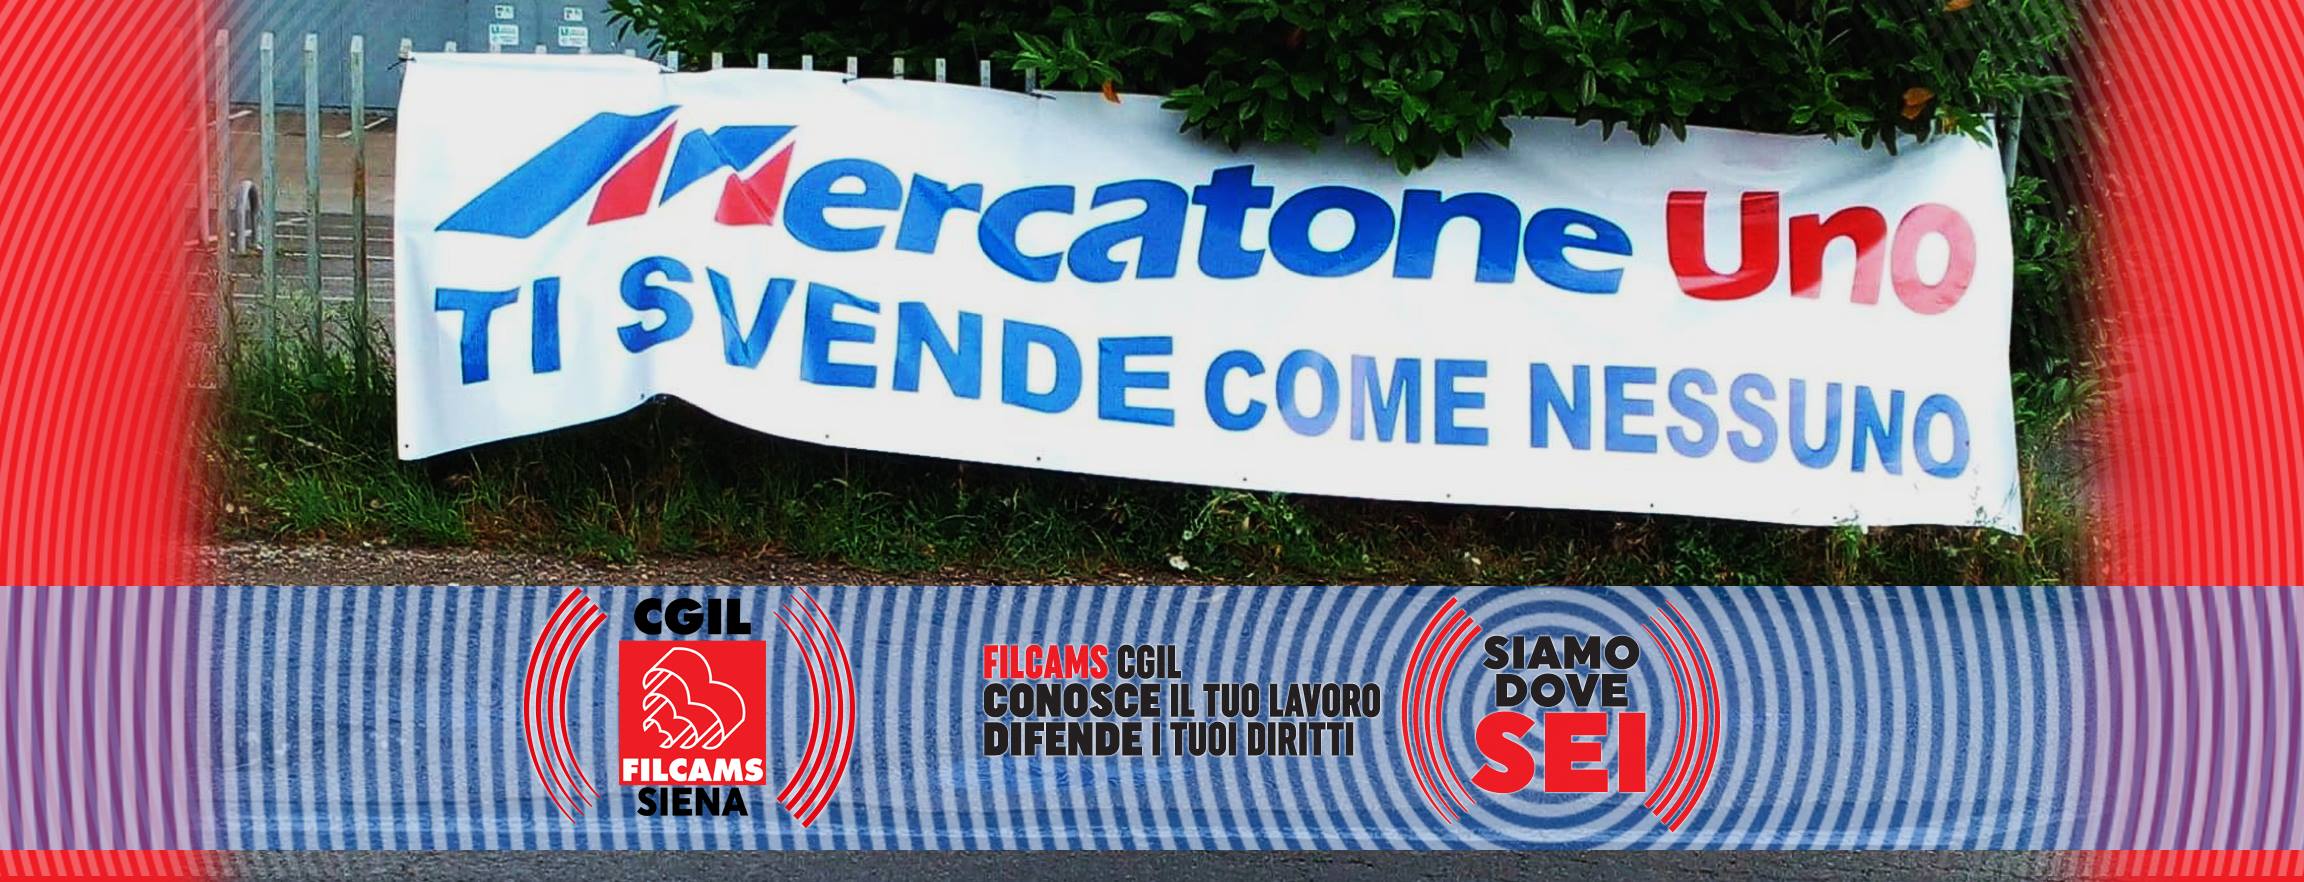 Mercatone Uno
TI SVENDE COME NESSUNO
CGIL
FILCAMS
SIENA
FILCAMS CGIL
CONOSCE IL TUO LAVORO
DIFENDE I TUOI DIRITTI
SIAMO
DOVE
SEI